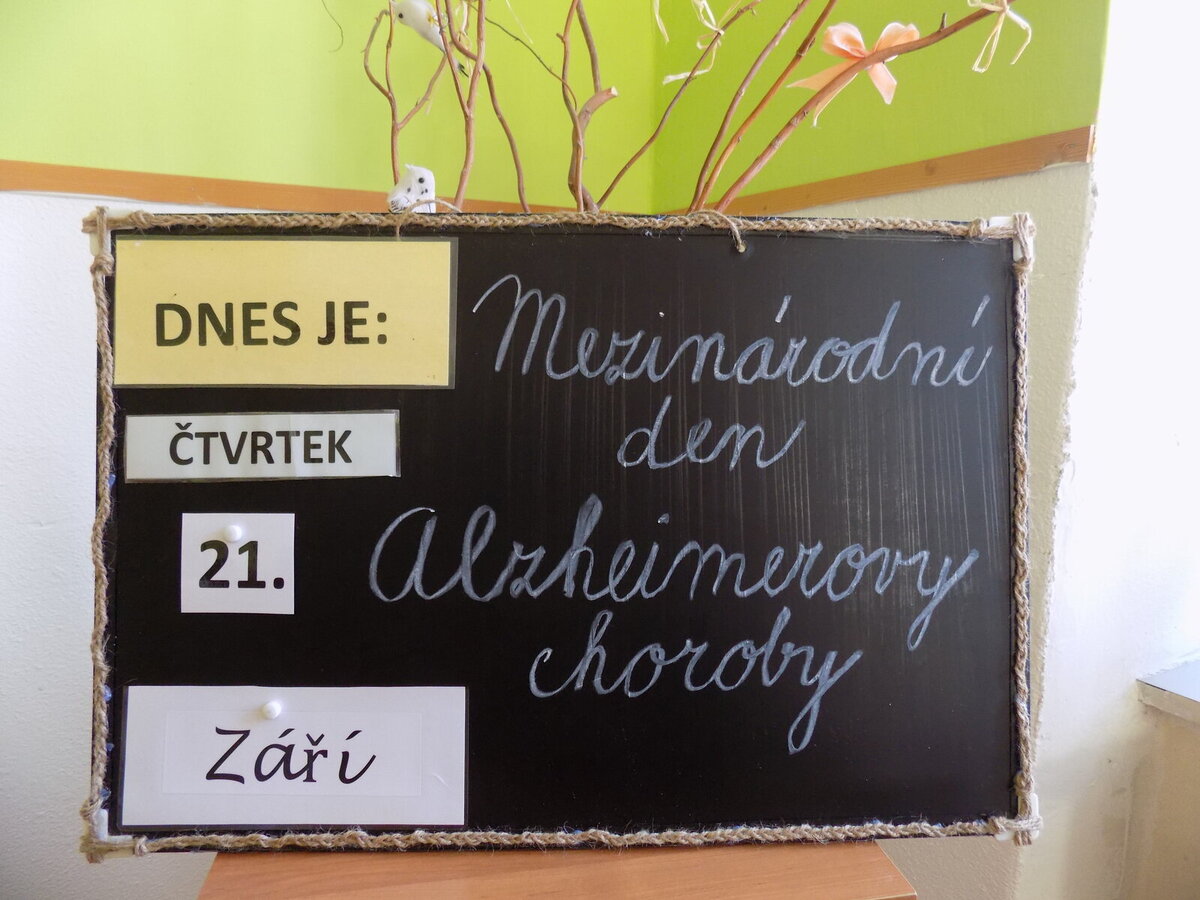 DNES JE:
ČTVRTEK
21.
Září
Mezinárodní
den
Alzheimerovy
choroby